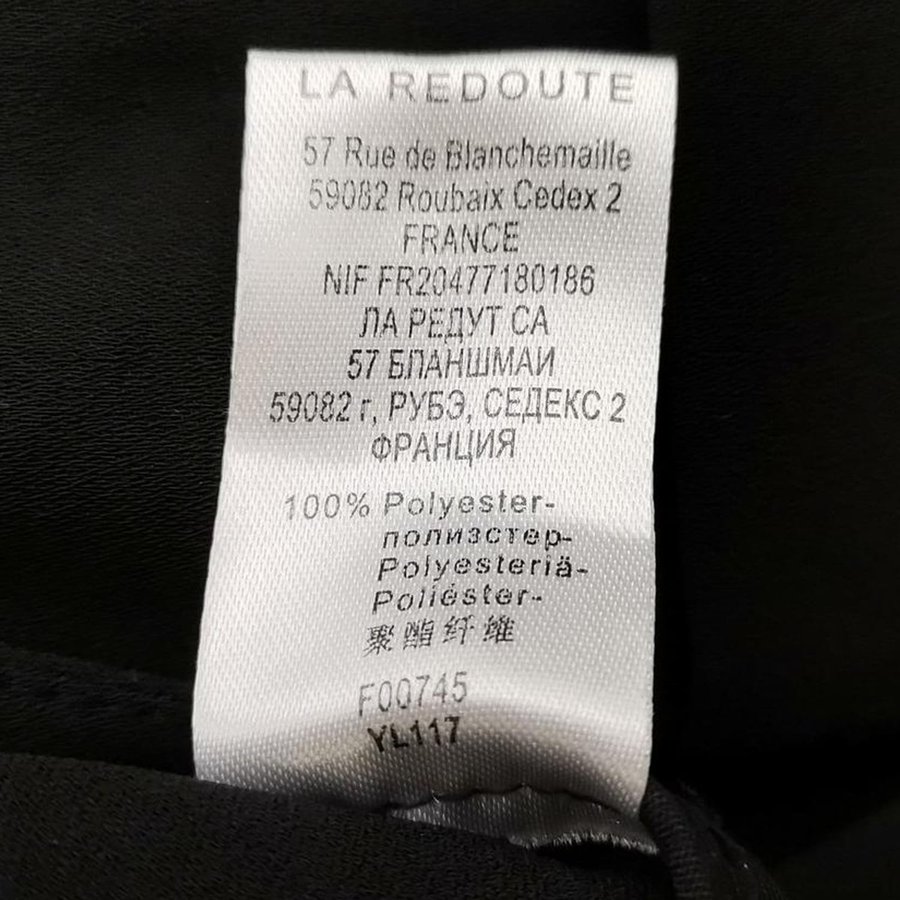 LA REDOUTE
57 Rue de Blanchemaille
59082 Roubaix Cedex 2
FRANCE
NIF FR20477180186
ЛА РЕДУТ СА
57 БЛАНШМАИ
59082 г, РУБЭ, СЕДЕКС 2
ФРАНЦИЯ
100% Polyester-
полиэстер-
Polyesteriä-
Poliéster-
聚酯纤维
F00745
YL117